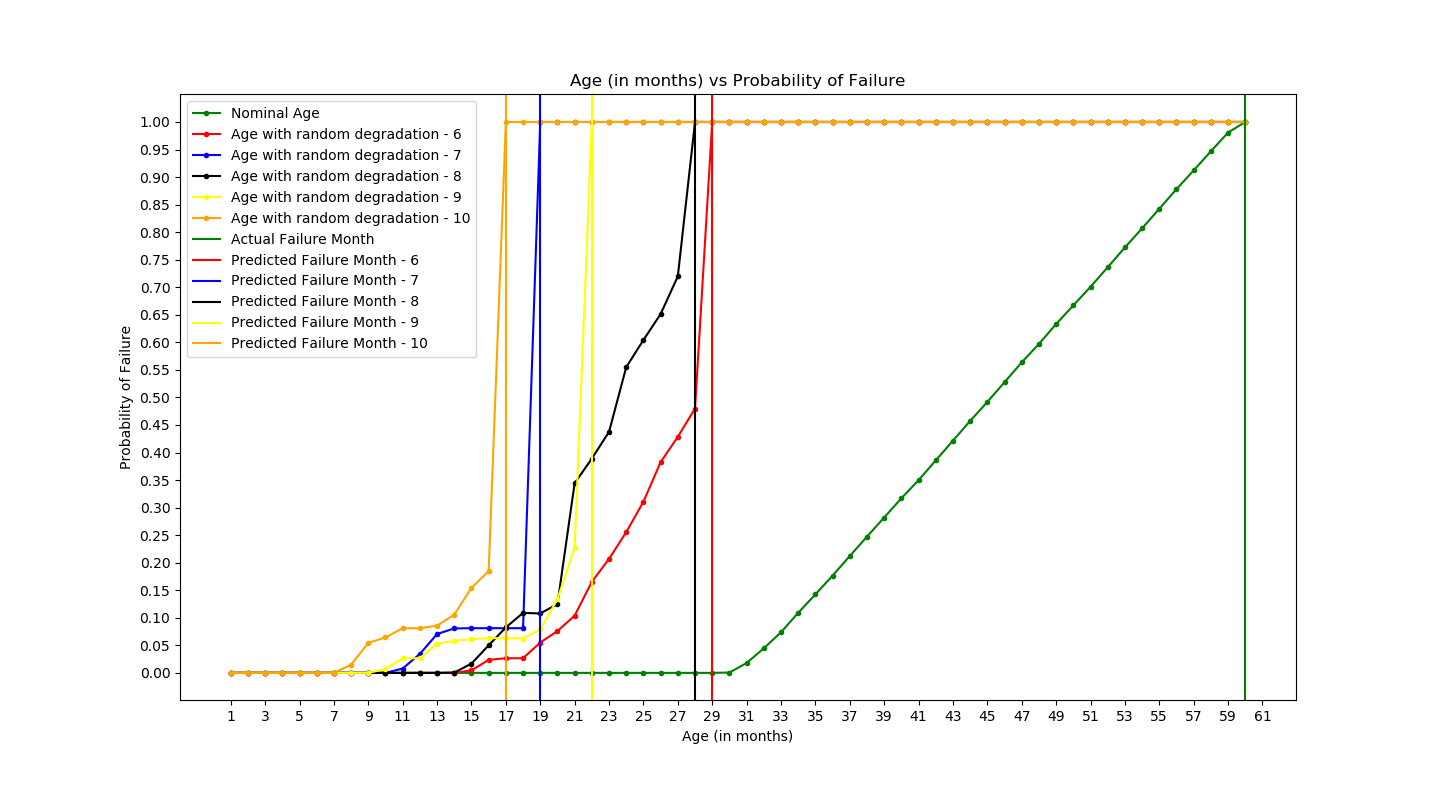 Age (in months) vs Probability of Failure
Nominal Age
Age with random degradation - 6
Age with random degradation - 7
Age with random degradation - 8
Age with random degradation - 9
Age with random degradation - 10
Actual Failure Month
Predicted Failure Month - 6
Predicted Failure Month - 7
Predicted Failure Month - 8
Predicted Failure Month - 9
Predicted Failure Month - 10
Probability of Failure
1.00
0.95
0.90
0.85
0.80
0.75
0.70
0.65
0.60
0.55
0.50
0.45
0.40
0.35
0.30
0.25
0.20
0.15
0.10
0.05
0.00
1 3 5 7 9 11 13 15 17 19 21 23 25 27 29 31 33 35 37 39 41 43 45 47 49 51 53 55 57 59 61
Age (in months)